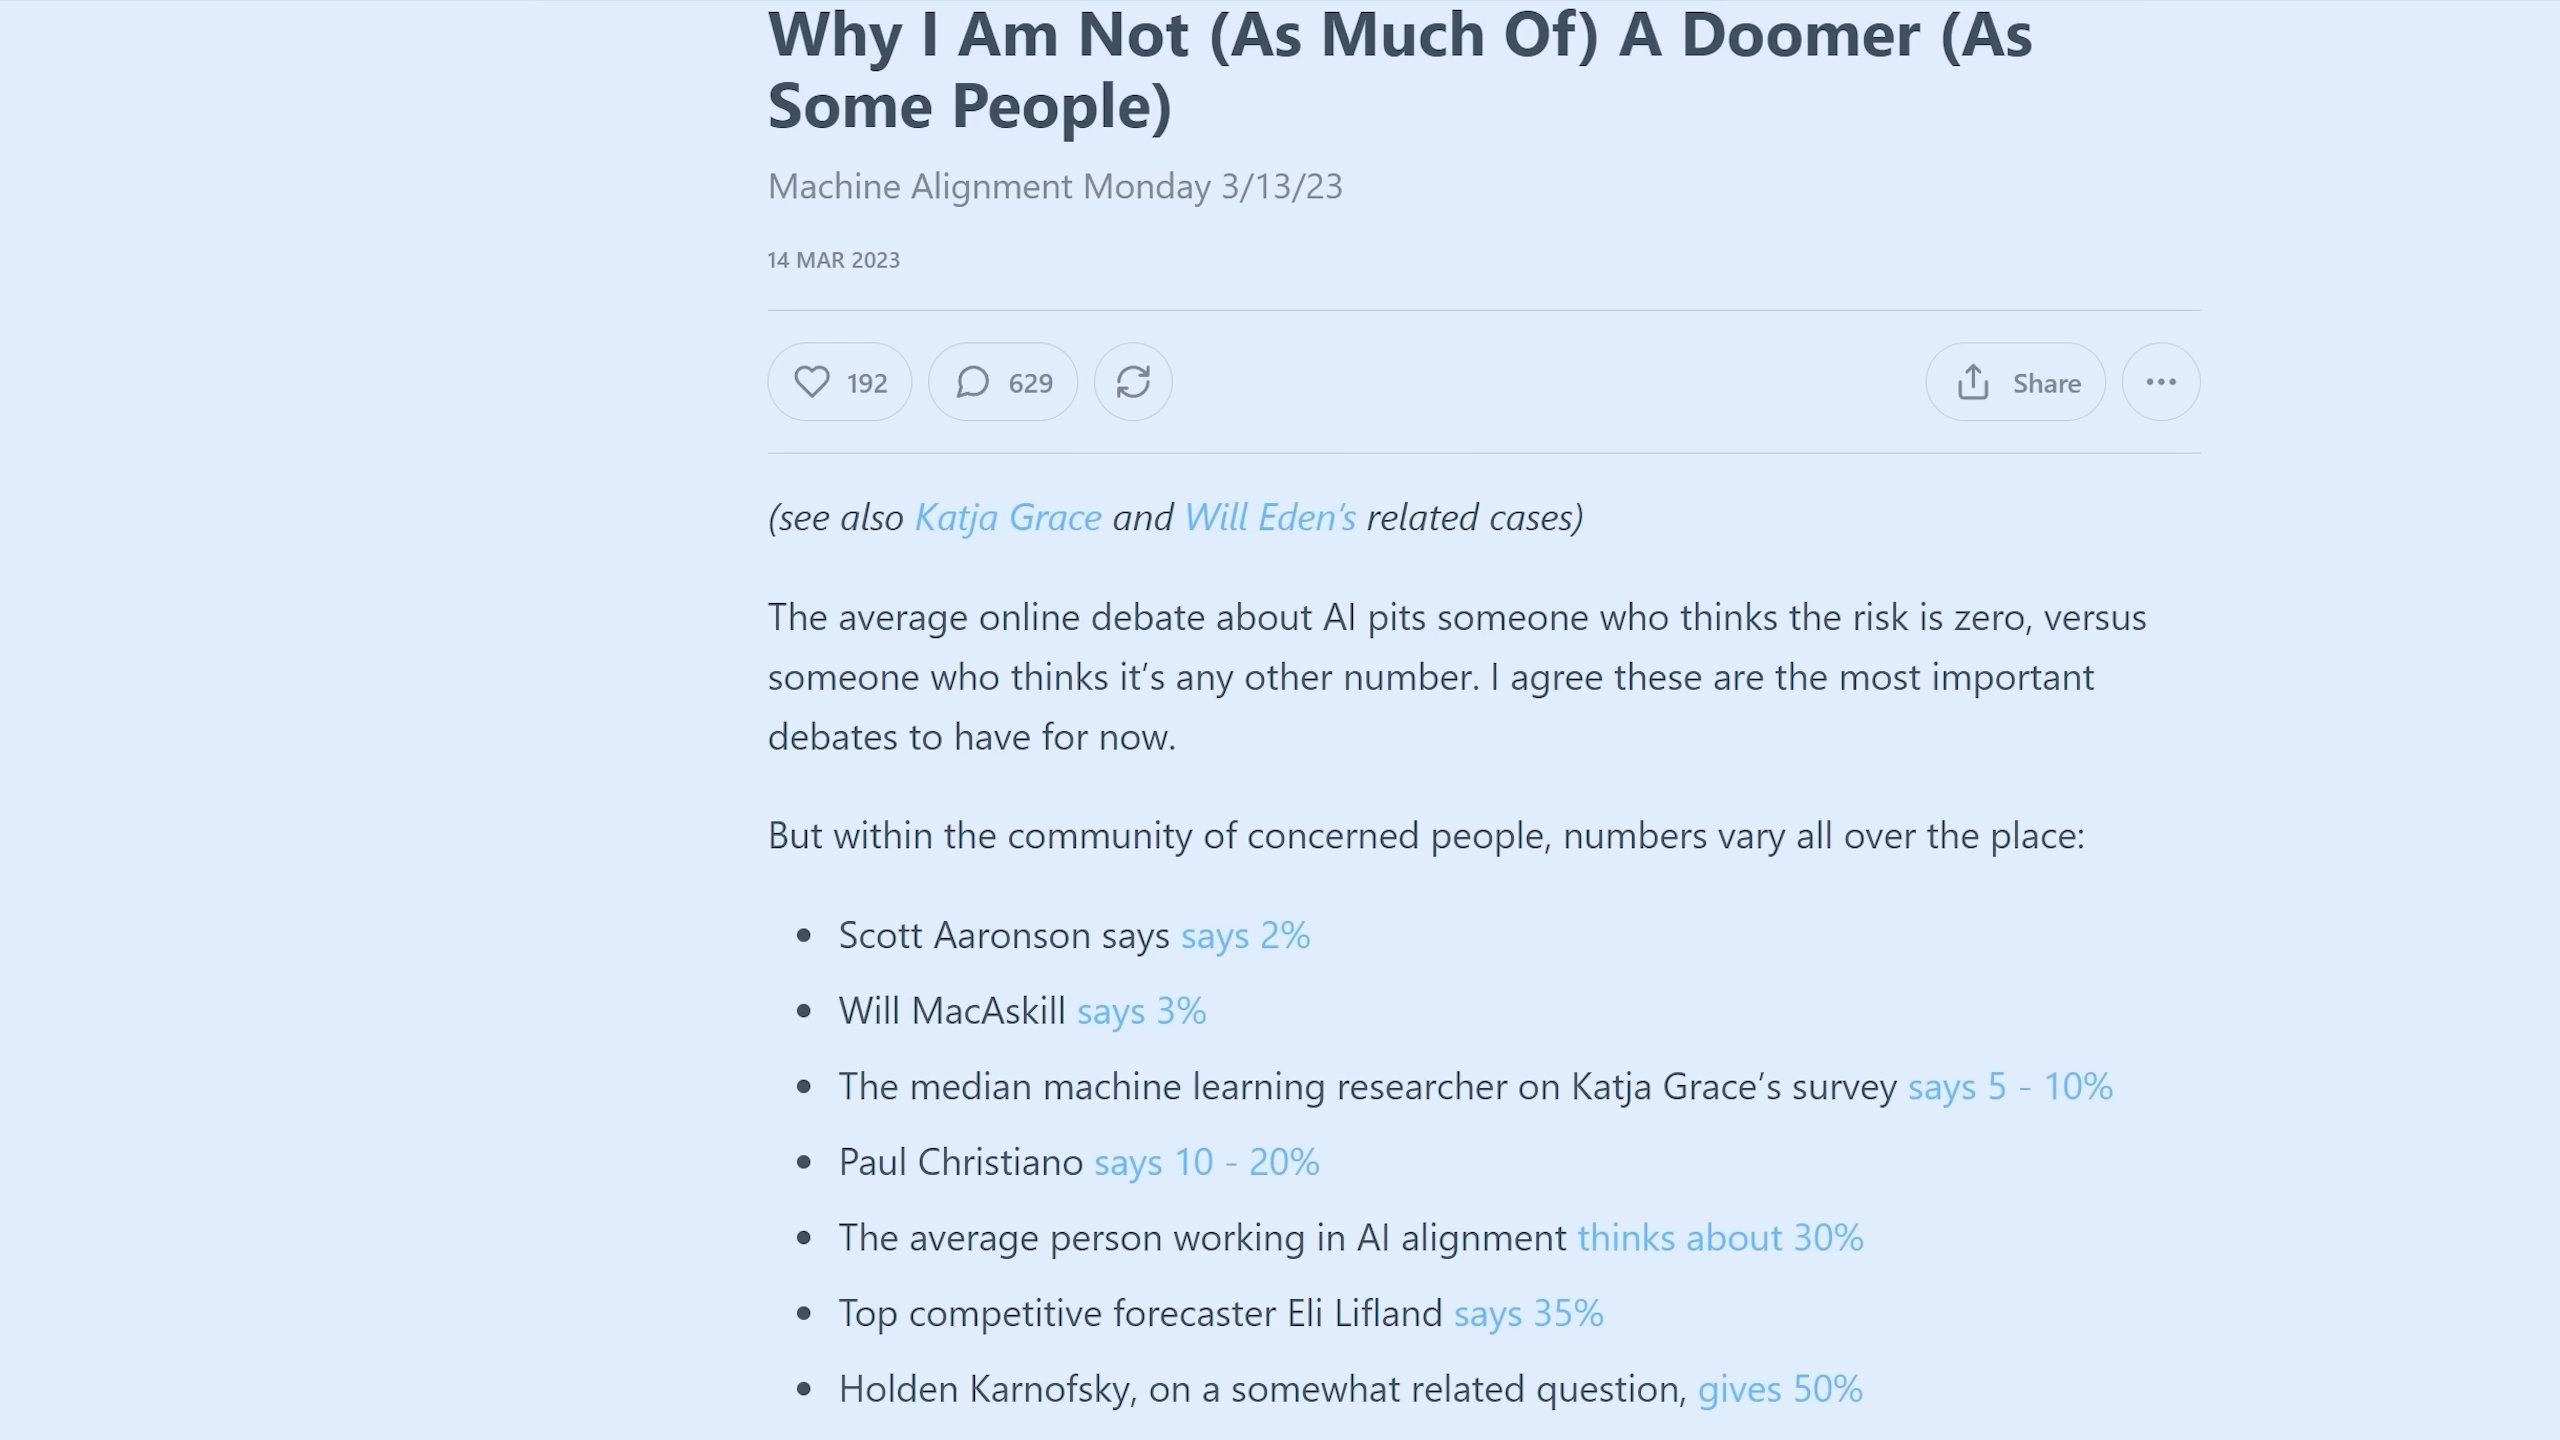 Why I Am Not (As Much Of) A Doomer (As
Some People)
Machine Alignment Monday 3/13/23
14 MAR 2023
192
629
Share
(see also Katja Grace and Will Eden’s related cases)
The average online debate about AI pits someone who thinks the risk is zero, versus
someone who thinks it’s any other number. I agree these are the most important
debates to have for now.
But within the community of concerned people, numbers vary all over the place:
• Scott Aaronson says says 2%
• Will MacAskill says 3%
• The median machine learning researcher on Katja Grace’s survey says 5 - 10%
• Paul Christiano says 10 - 20%
• The average person working in AI alignment thinks about 30%
• Top competitive forecaster Eli Lifland says 35%
• Holden Karnofsky, on a somewhat related question, gives 50%